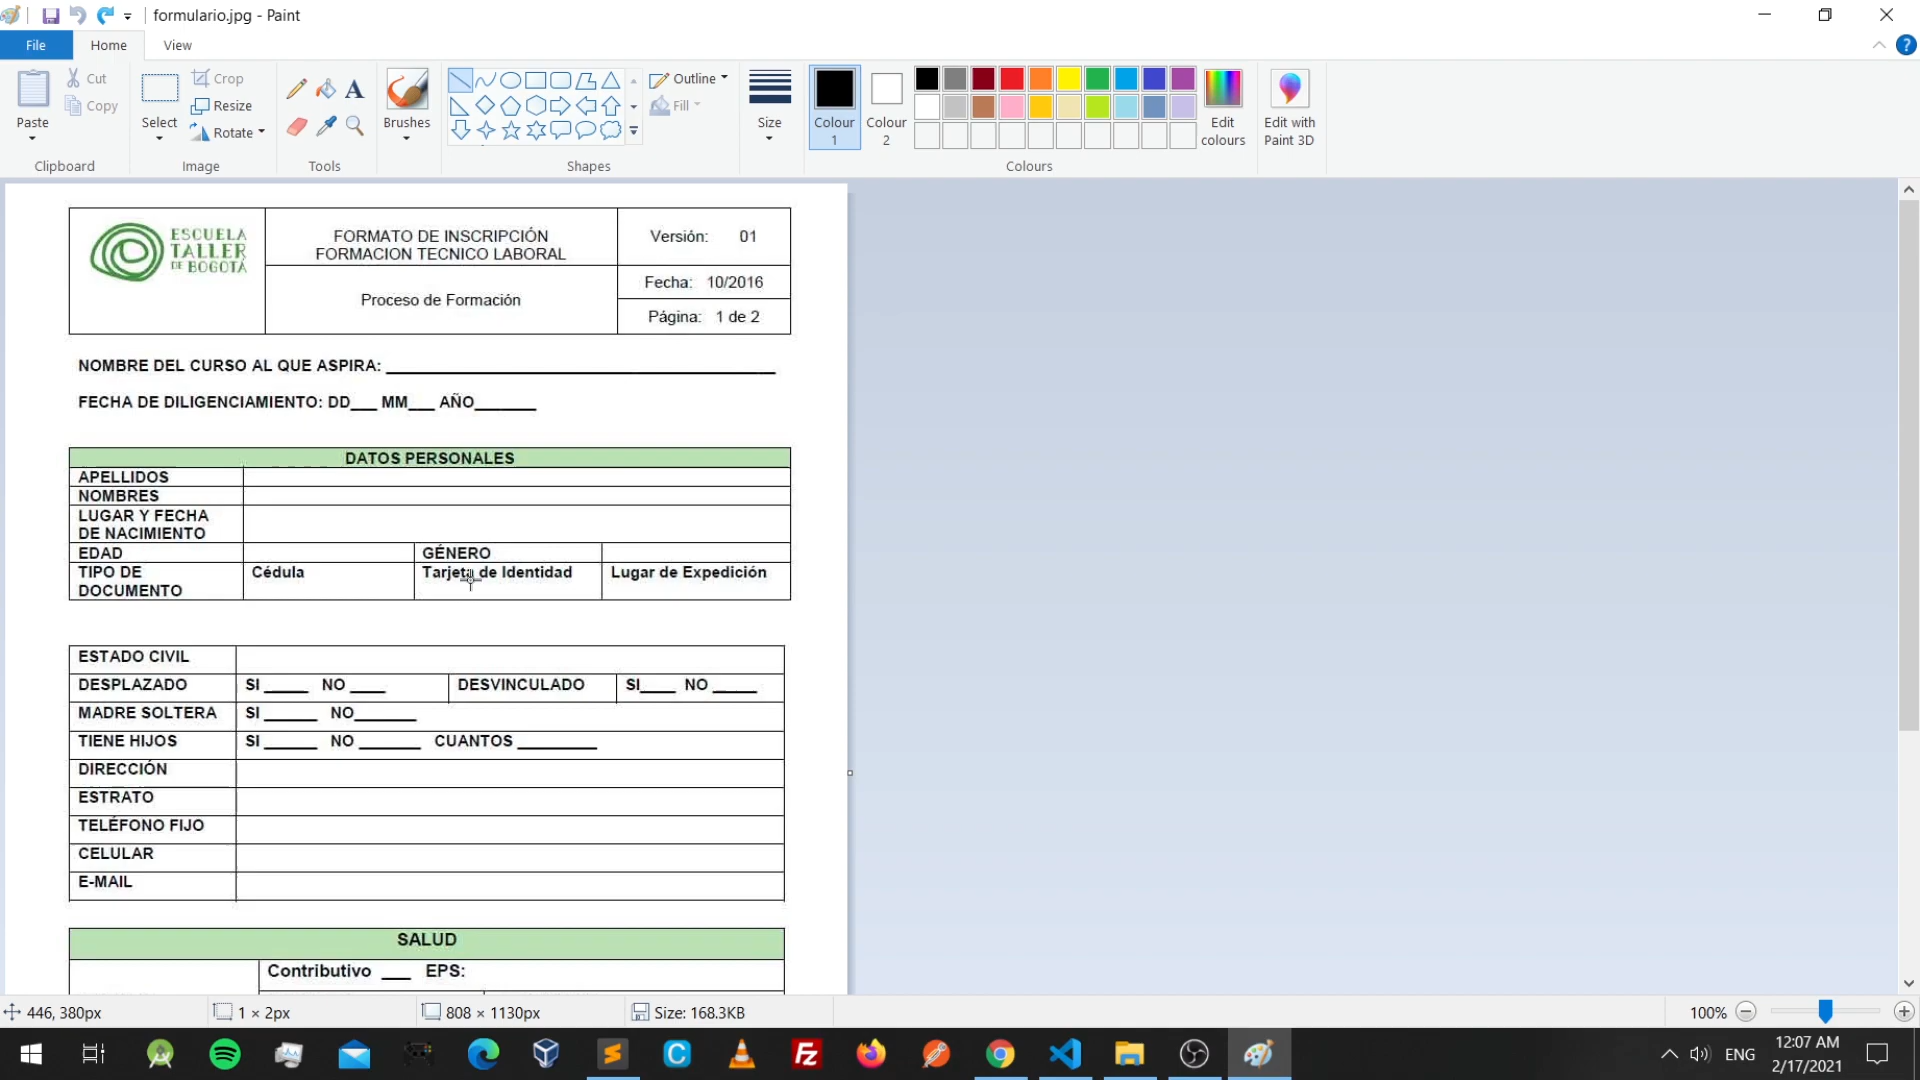 formulario.jpg - Paint
File Home View
Paste
Cut
Copy
Clipboard
Select
Crop
Resize
Rotate
Image
Tools
Brushes
Shapes
Outline
Fill
Size
Colour 1
Colour 2
Edit colours
Edit with Paint 3D
Colours
ESCUELA
TALLER
DE BOGOTÁ
FORMATO DE INSCRIPCIÓN
FORMACION TECNICO LABORAL
Versión: 01
Proceso de Formación
Fecha: 10/2016
Página: 1 de 2
NOMBRE DEL CURSO AL QUE ASPIRA: ____________________
FECHA DE DILIGENCIAMIENTO: DD___ MM___ AÑO_______
DATOS PERSONALES
APELLIDOS
NOMBRES
LUGAR Y FECHA
DE NACIMIENTO
EDAD GÉNERO
TIPO DE
DOCUMENTO
Cédula Tarjeta de Identidad Lugar de Expedición
ESTADO CIVIL
DESPLAZADO SI _____ NO ____ DESVINCULADO SI____ NO _____
MADRE SOLTERA SI ______ NO_______
TIENE HIJOS SI ______ NO _______ CUANTOS _________
DIRECCIÓN
ESTRATO
TELÉFONO FIJO
CELULAR
E-MAIL
SALUD
Contributivo ___ EPS:
446, 380px 1 × 2px 808 × 1130px Size: 168.3KB 100%
ENG
12:07 AM
2/17/2021